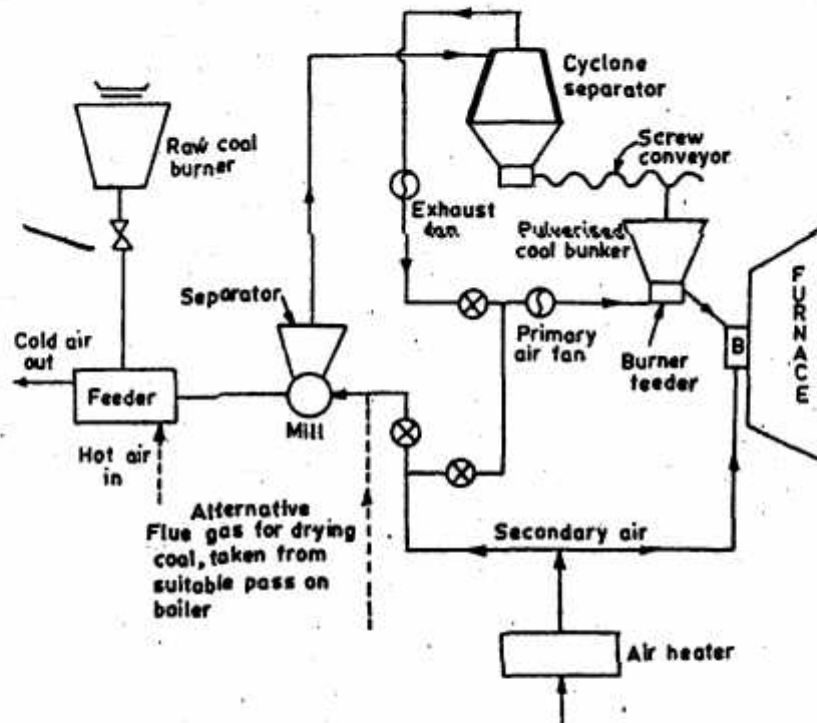 Cyclone
separator
Raw coal
burner
Screw
conveyor
Exhaust
fan
Pulverised
coal bunker
FURNACE
Separator
Primary
air fan
Burner
feeder
B
Cold air
out
Feeder
Mill
Hot air
in
Alternative
Flue gas for drying
coal, taken from
suitable pass on
boiler
Secondary air
Air heater